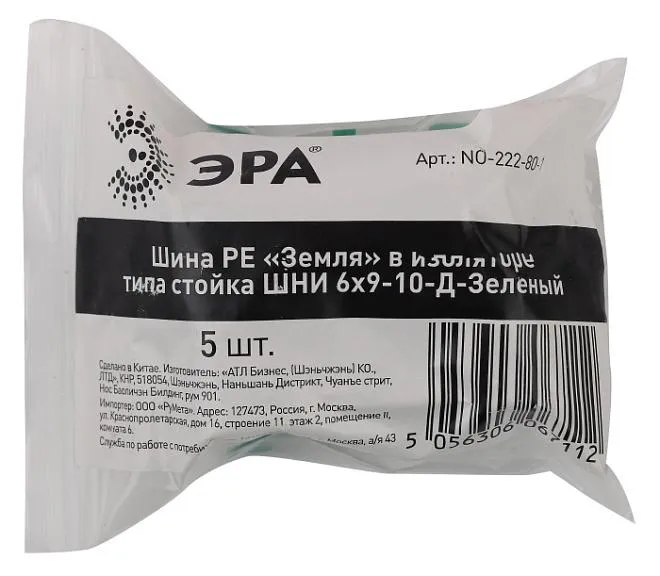 ЭРА®
Арт.: NO-222-80-
Шина PE «Земля» в изоляторе
типа стойка ШНИ 6х9-10-Д-Зеленый
5 шт.
Сделано в Китае. Изготовитель: «АТЛ Бизнес, (Шэньчжэнь) КО.,
ЛТД», КНР, 518054, Шэньчжэнь, Наньшань Дистрикт, Чуанъе стрит,
Нос Баоличэн Билдинг, рум 901.
Импортер: ООО «РуМета». Адрес: 127473, Россия, г. Москва,
ул. Краснопролетарская, дом 16, строение 11, этаж 2, помещение II,
комната 6.
Служба по работе с потребит Москва, а/я 43
5 056306 067112